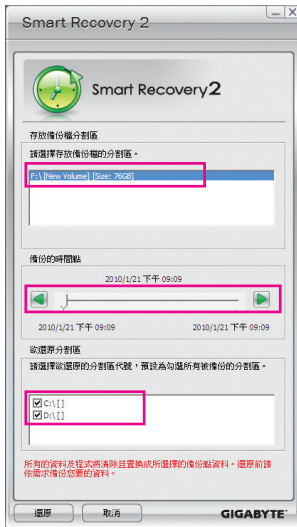 Smart Recovery 2
Smart Recovery2
存放備份檔分割區
請選擇存放備份檔的分割區。
F:\ [New Volume] [Size: 76GB]
備份的時間點
2010/1/21 下午 09:09
2010/1/21 下午 09:09
2010/1/21 下午 09:09
欲還原分割區
請選擇欲還原的分割區代號，預設為勾選所有被備份的分割區。
C:\ [ ]
D:\ [ ]
所有的資料及程式將清除且置換成所選擇的備份點資料。還原前請
依需求備份您要的資料。
還原
取消
GIGABYTE™